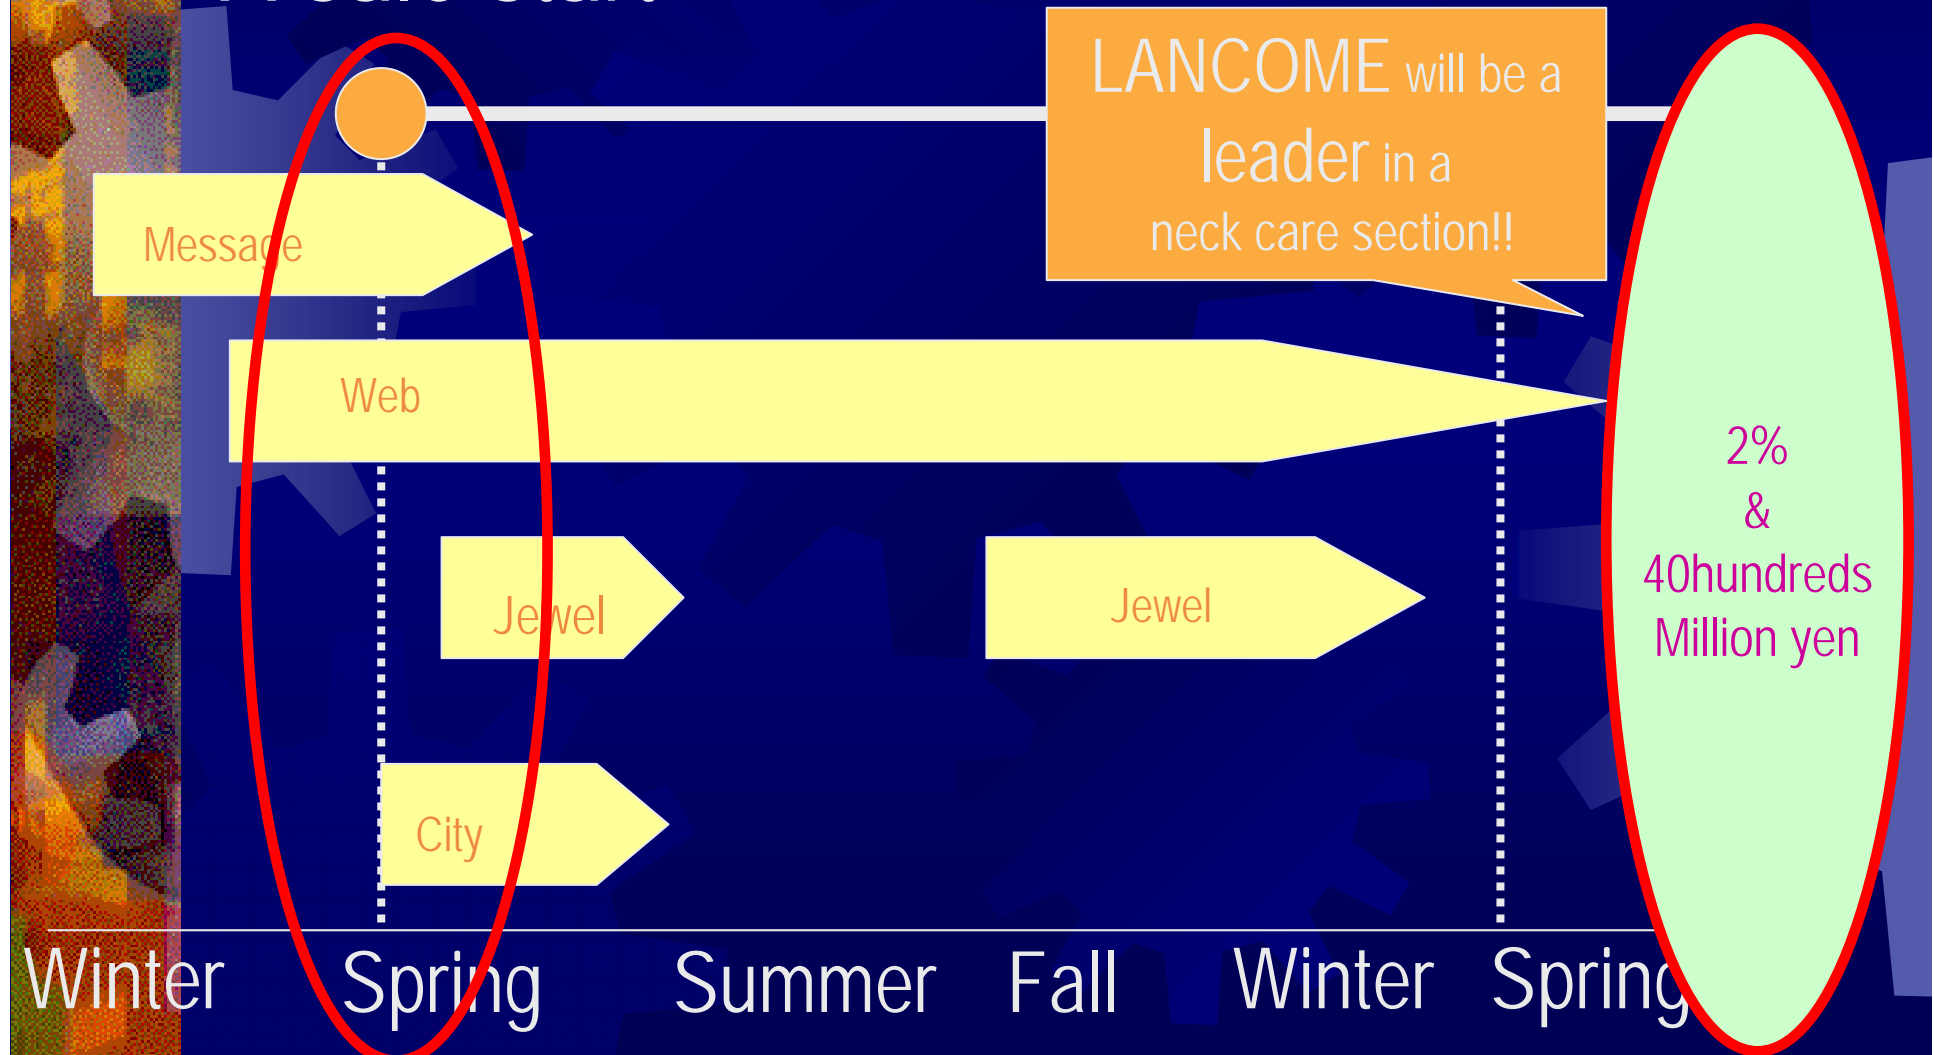 LANCOME will be a
leader in a
neck care section!!
Message
Web
2%
&
40hundreds
Million yen
Jewel
Jewel
City
Winter Spring Summer Fall Winter Spring